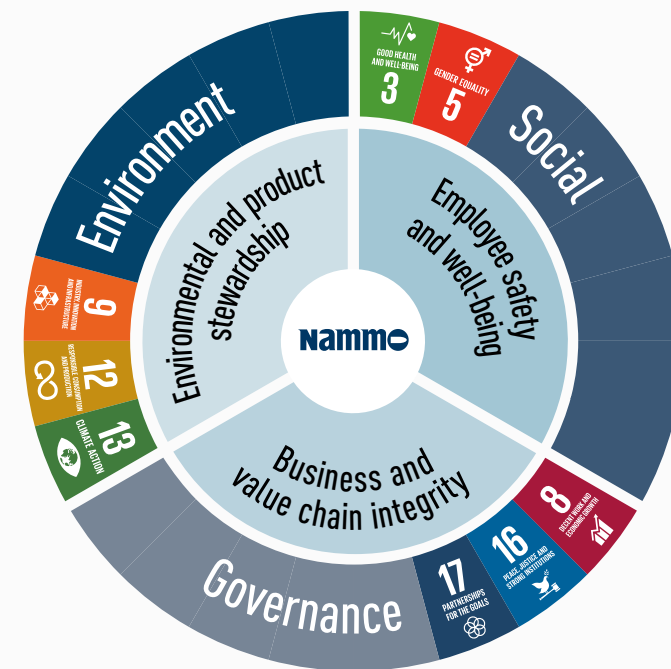 Environment
Social
Governance
GOOD HEALTH
AND WELL-BEING
3
GENDER EQUALITY
5
8
DECENT WORK AND
ECONOMIC GROWTH
16
PEACE, JUSTICE AND
STRONG INSTITUTIONS
17
PARTNERSHIPS
FOR THE GOALS
13
CLIMATE ACTION
12
RESPONSIBLE CONSUMPTION
AND PRODUCTION
9
INDUSTRY, INNOVATION
AND INFRASTRUCTURE
Environmental and product
stewardship
Employee safety
and well-being
Business and
value chain integrity
Nammo